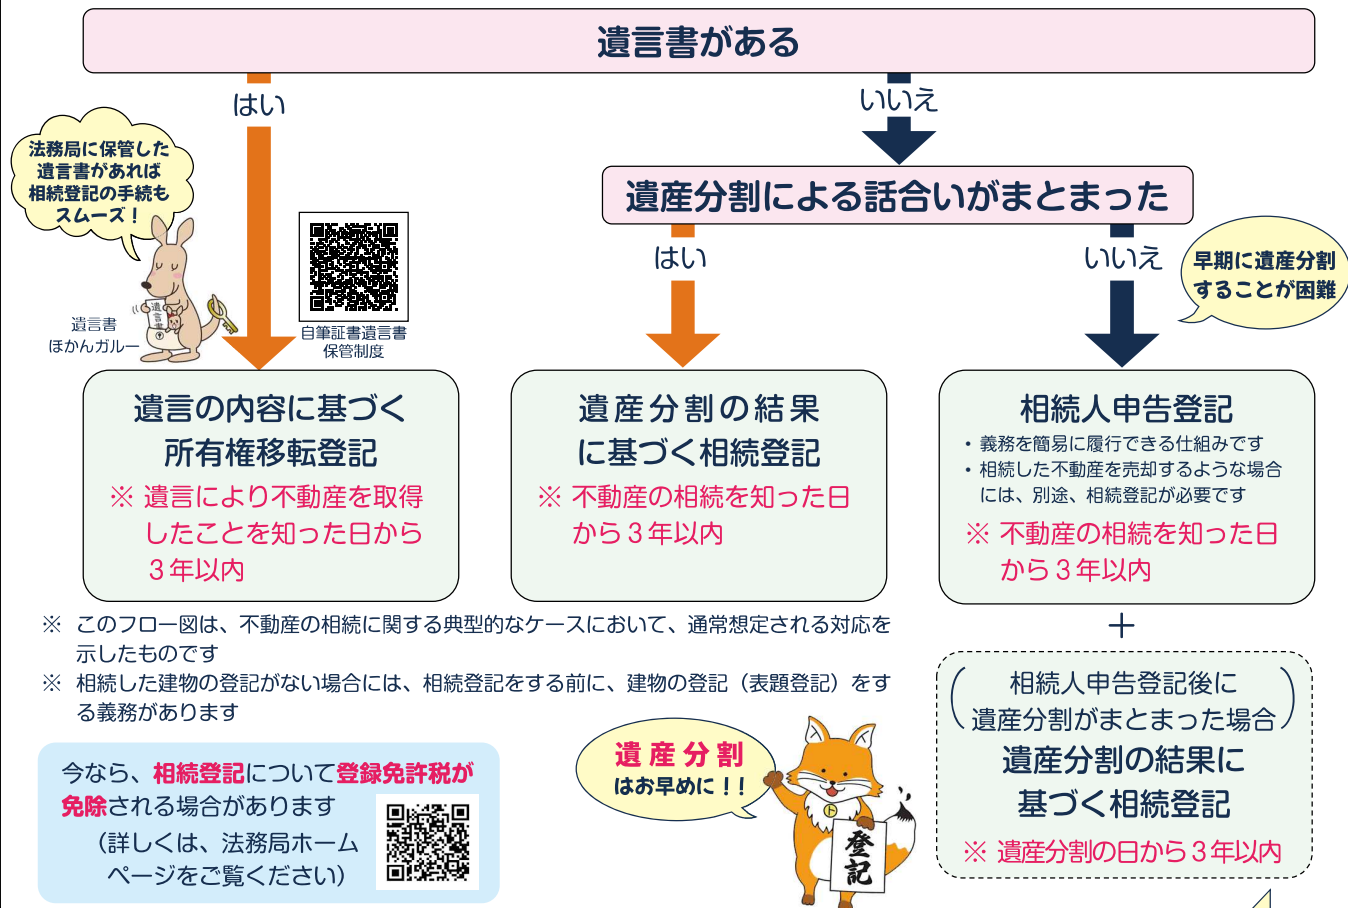 遺言書がある
はい
いいえ
法務局に保管した
遺言書があれば
相続登記の手続も
スムーズ！
遺産分割による話合いがまとまった
はい
いいえ
早期に遺産分割
することが困難
遺言書
遺言書
ほかんガルー
自筆証書遺言書
保管制度
遺言の内容に基づく
所有権移転登記
※ 遺言により不動産を取得
したことを知った日から
３年以内
遺産分割の結果
に基づく相続登記
※ 不動産の相続を知った日
から３年以内
相続人申告登記
・義務を簡易に履行できる仕組みです
・相続した不動産を売却するような場合
には、別途、相続登記が必要です
※ 不動産の相続を知った日
から３年以内
※ このフロー図は、不動産の相続に関する典型的なケースにおいて、通常想定される対応を
示したものです
※ 相続した建物の登記がない場合には、相続登記をする前に、建物の登記（表題登記）をす
る義務があります
＋
（相続人申告登記後に
遺産分割がまとまった場合）
遺産分割の結果に
基づく相続登記
※ 遺産分割の日から３年以内
今なら、相続登記について登録免許税が
免除される場合があります
（詳しくは、法務局ホーム
ページをご覧ください）
遺産分割
はお早めに！！
ト
登記